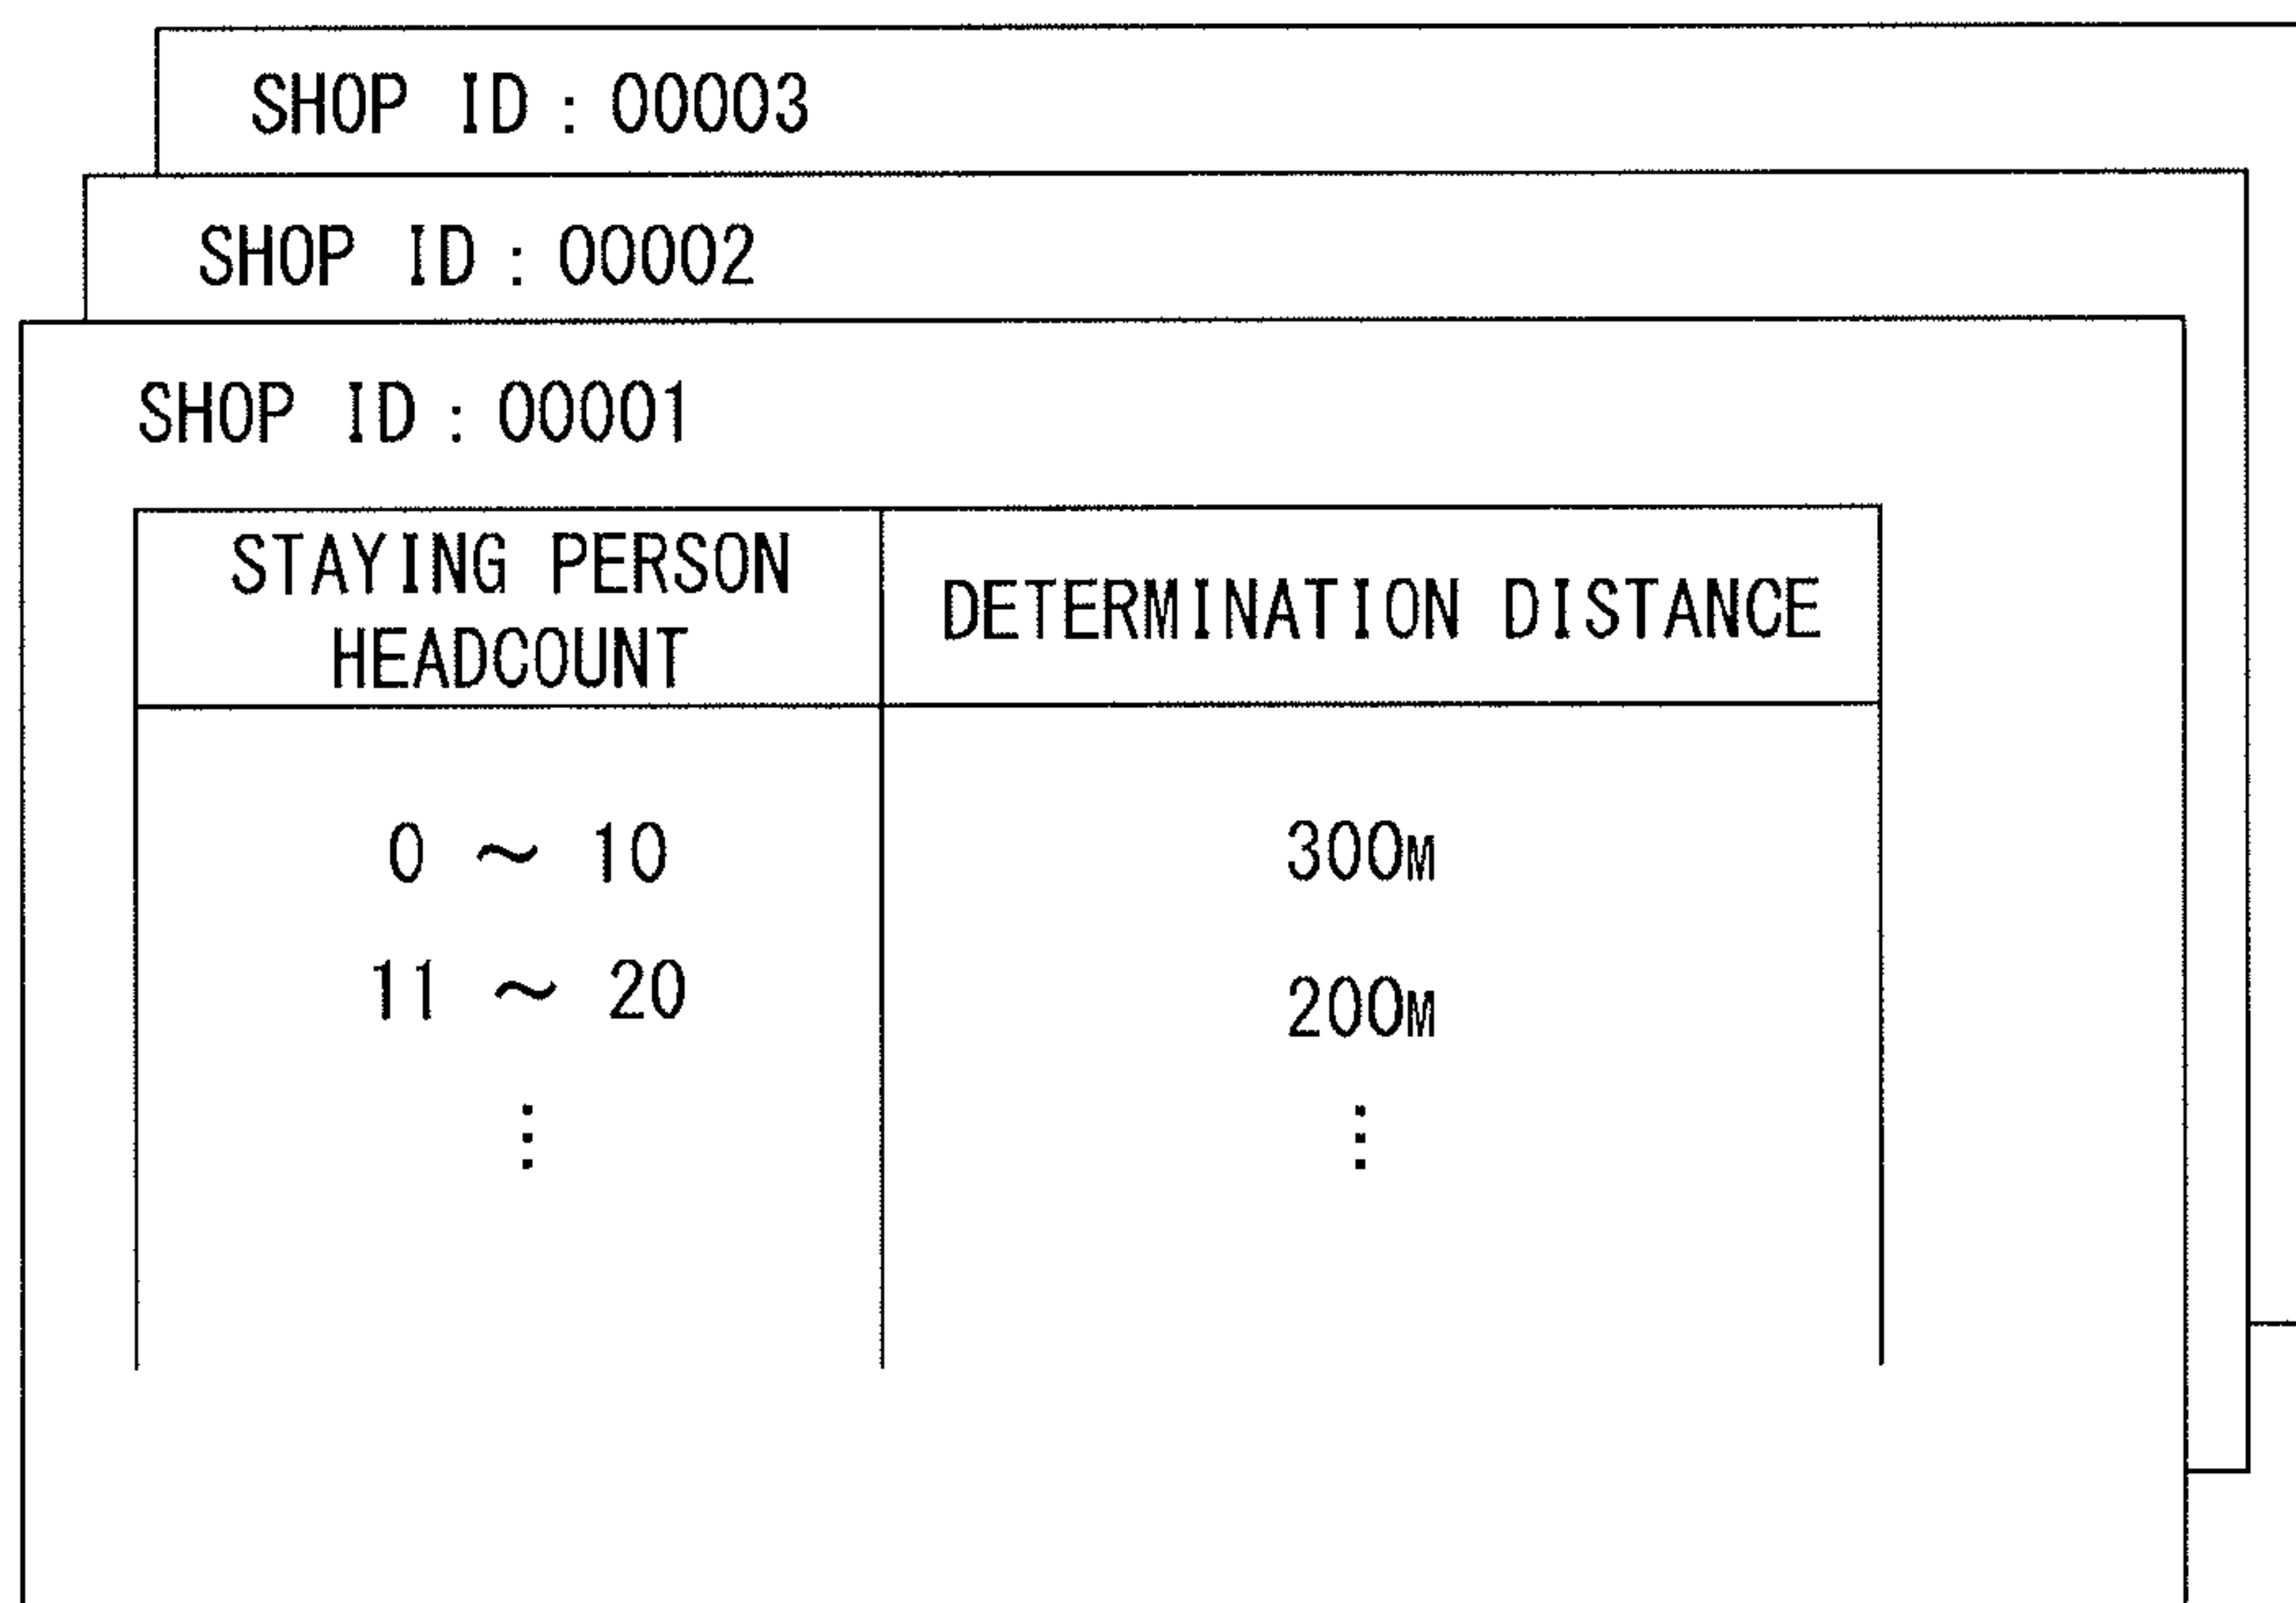 SHOP ID : 00003
SHOP ID : 00002
SHOP ID : 00001
STAYING PERSON HEADCOUNT
DETERMINATION DISTANCE
0 ~ 10 300M
11 ~ 20 200M
⋮ ⋮